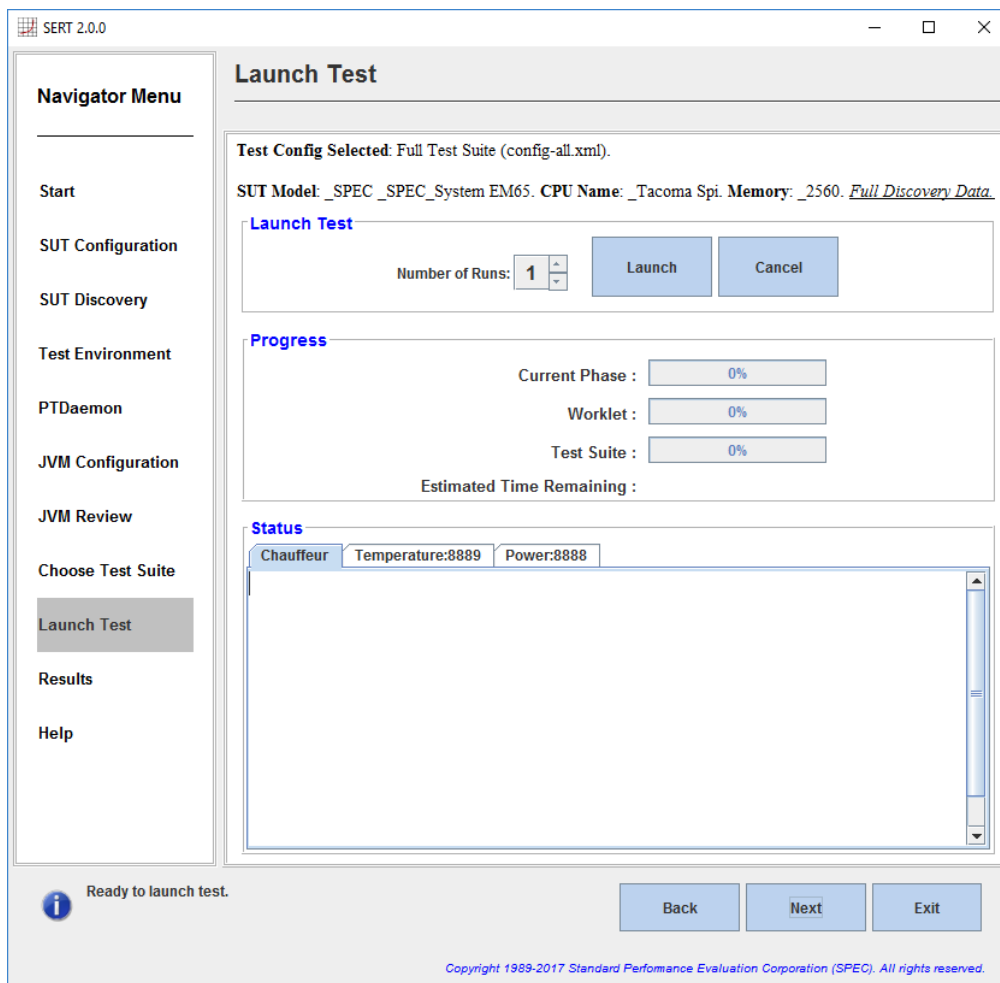 SERT 2.0.0
Navigator Menu
Start
SUT Configuration
SUT Discovery
Test Environment
PTDaemon
JVM Configuration
JVM Review
Choose Test Suite
Launch Test
Results
Help
Launch Test
Test Config Selected: Full Test Suite (config-all.xml).
SUT Model: _SPEC _SPEC_System EM65. CPU Name: _Tacoma Spi. Memory: _2560. Full Discovery Data.
Launch Test
Number of Runs: 1 Launch Cancel
Progress
Current Phase : 0%
Worklet : 0%
Test Suite : 0%
Estimated Time Remaining :
Status
Chauffeur Temperature:8889 Power:8888
Ready to launch test.
Back Next Exit
Copyright 1989-2017 Standard Performance Evaluation Corporation (SPEC). All rights reserved.